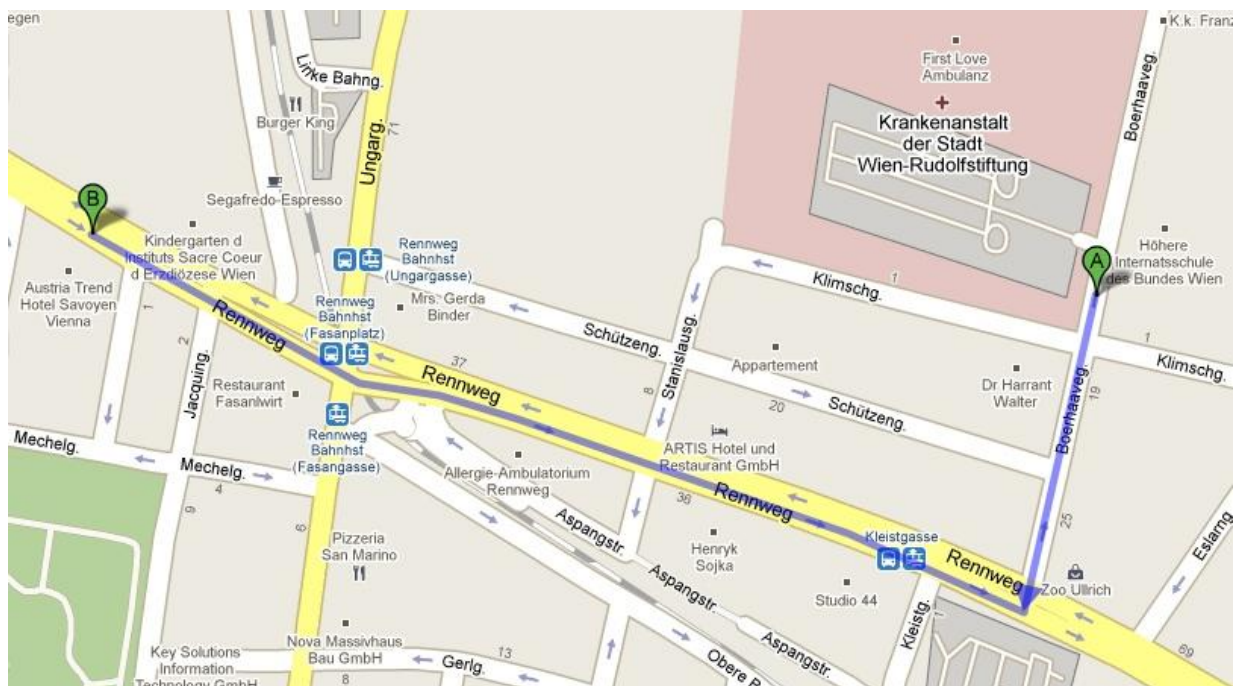 egen
K.k. Franz
First Love
Ambulanz
Linke Bahng.
71
Burger King
Krankenanstalt
der Stadt
Wien-Rudolfstiftung
Boerhaaveg.
Ungarg.
Segafredo-Espresso
B
Kindergarten d
Instituts Sacre Coeur
d Erzdiözese Wien
Rennweg
Bahnhst
(Ungargasse)
Höhere
Internatsschule
des Bundes Wien
A
Austria Trend
Hotel Savoyen
Vienna
1
Mrs. Gerda
Binder
Klimschg.
1
Rennweg
Rennweg
Bahnhst
(Fasanplatz)
Schützeng.
Stanislausg.
8
Appartement
1
Klimschg.
2
Jacquing.
37
Rennweg
Restaurant
Fasanlwirt
Dr Harrant
Walter
19
Boerhaaveg.
20
Schützeng.
Mechelg.
Rennweg
Bahnhst
(Fasangasse)
ARTIS Hotel und
Restaurant GmbH
Mechelg.
4
Allergie-Ambulatorium
Rennweg
36
Rennweg
9
6
Aspangstr.
25
Eslarng.
Pizzeria
San Marino
Henryk
Sojka
Kleistgasse
Rennweg
Aspangstr.
Studio 44
Zoo Ullrich
Kleistg.
1
Nova Massivhaus
Bau GmbH
Aspangstr.
69
Key Solutions
Information
Technology GmbH
8
Gerlg.
13
Obere